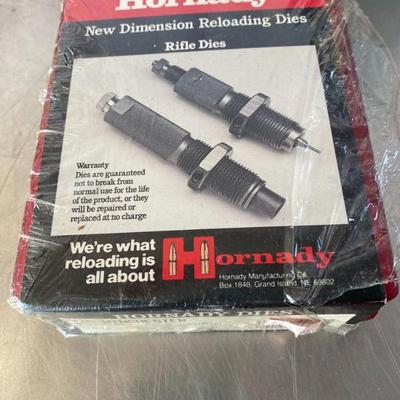 Hornady
New Dimension Reloading Dies
Rifle Dies
Warranty
Dies are guaranteed
not to break from
normal use for the life
of the product, or they
will be repaired or
replaced at no charge
We're what
reloading is
all about
Hornady
Hornady Manufacturing Co.
Box 1848, Grand Island, NE 68802
HORNADY DIES